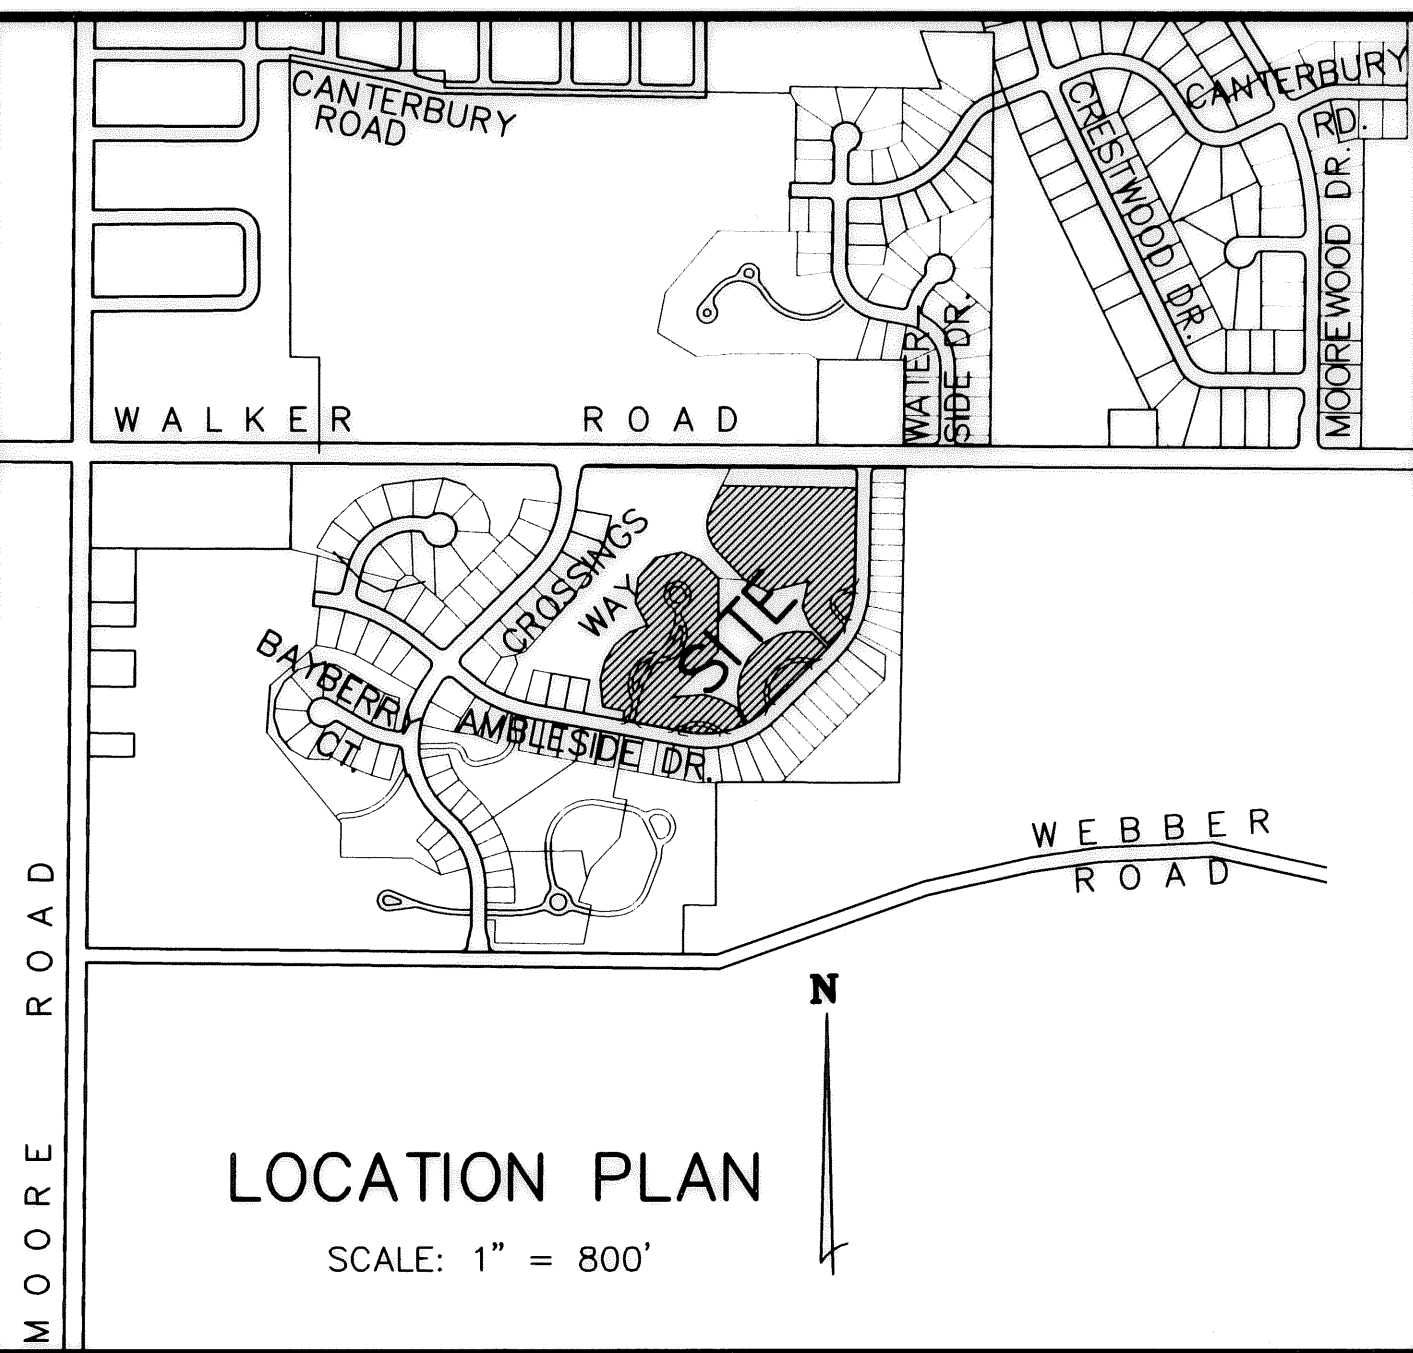 CANTERBURY
ROAD
CANTERBURY
RD.
CRESTWOOD DR.
MOOREWOOD DR.
WATER
SIDE DR.
WALKER ROAD
CROSSINGS
WAY
SITE
BAYBERRY
CT.
AMBLESIDE DR.
WEBBER
ROAD
MOORE ROAD
N
LOCATION PLAN
SCALE: 1" = 800'